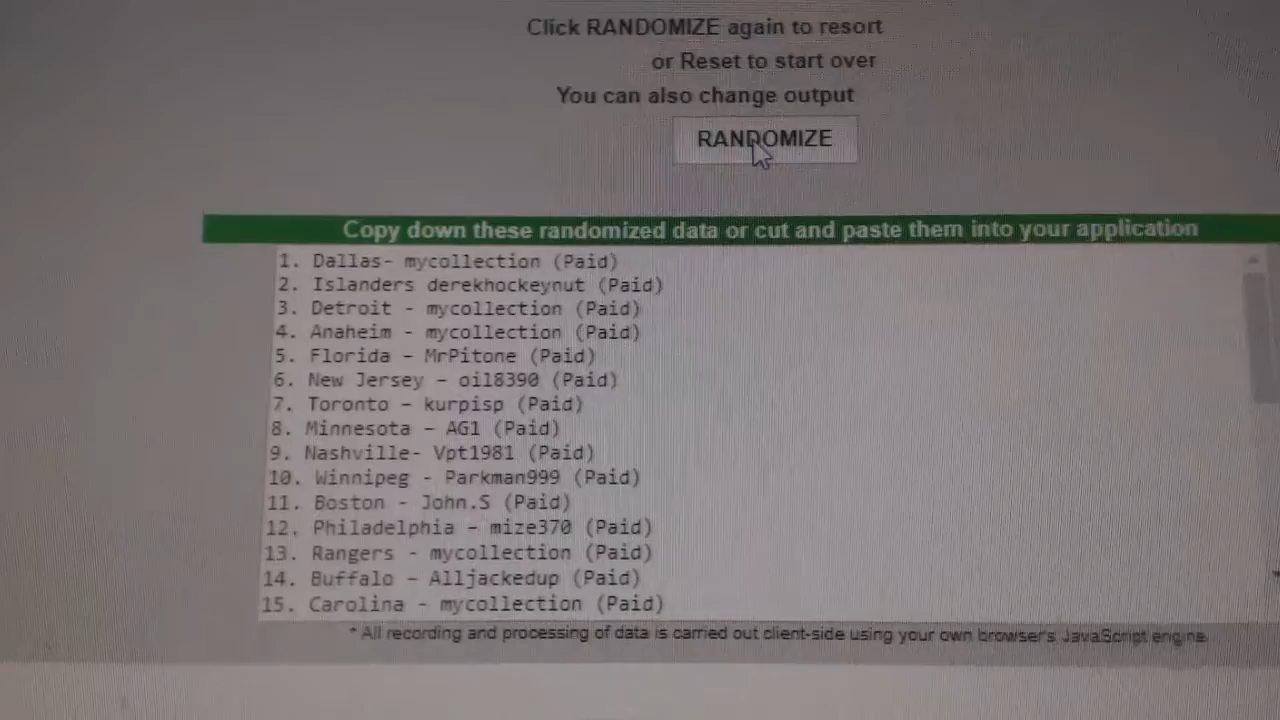 Click RANDOMIZE again to resort
or Reset to start over
You can also change output
RANDOMIZE
Copy down these randomized data or cut and paste them into your application
1. Dallas- mycollection (Paid)
2. Islanders derekhockeynut (Paid)
3. Detroit - mycollection (Paid)
4. Anaheim - mycollection (Paid)
5. Florida - MrPitone (Paid)
6. New Jersey - oil8390 (Paid)
7. Toronto - kurpisp (Paid)
8. Minnesota - AG1 (Paid)
9. Nashville- Vpt1981 (Paid)
10. Winnipeg - Parkman999 (Paid)
11. Boston - John.S (Paid)
12. Philadelphia - mize370 (Paid)
13. Rangers - mycollection (Paid)
14. Buffalo - Alljackedup (Paid)
15. Carolina - mycollection (Paid)
* All recording and processing of data is carried out client-side using your own browser's JavaScript engine.